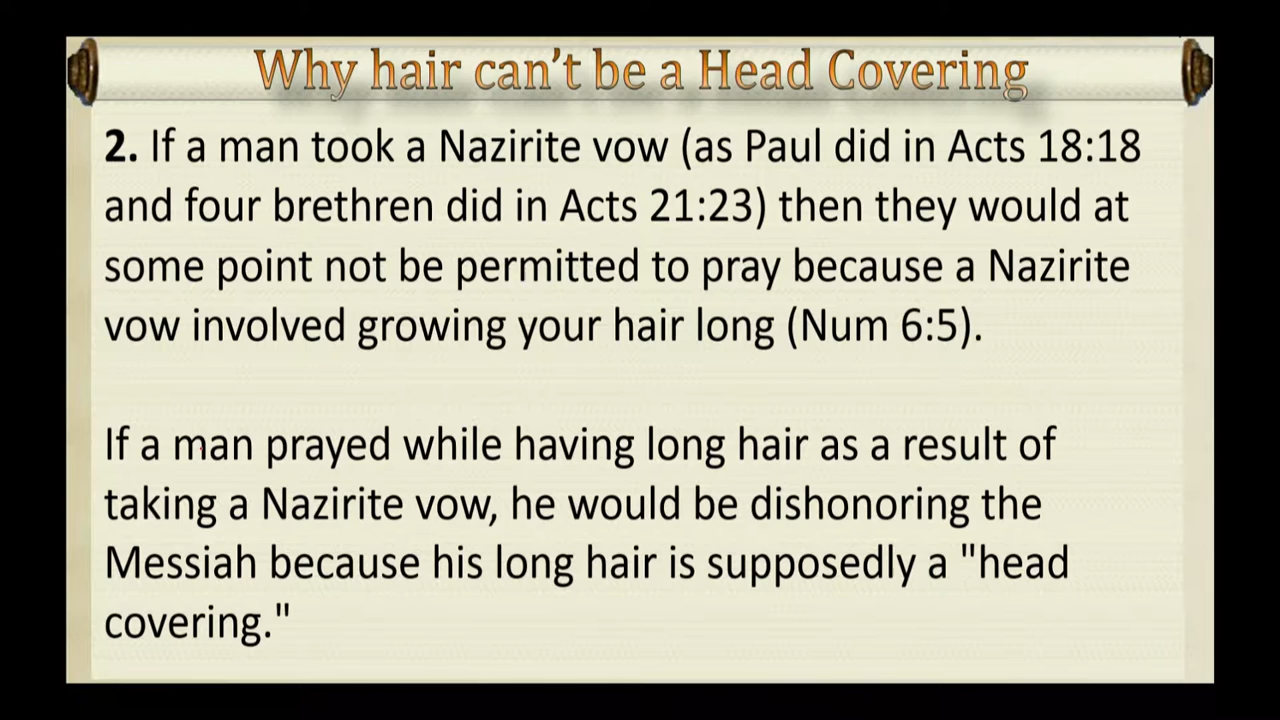 Why hair can't be a Head Covering
2. If a man took a Nazirite vow (as Paul did in Acts 18:18
and four brethren did in Acts 21:23) then they would at
some point not be permitted to pray because a Nazirite
vow involved growing your hair long (Num 6:5).
If a man prayed while having long hair as a result of
taking a Nazirite vow, he would be dishonoring the
Messiah because his long hair is supposedly a "head
covering."